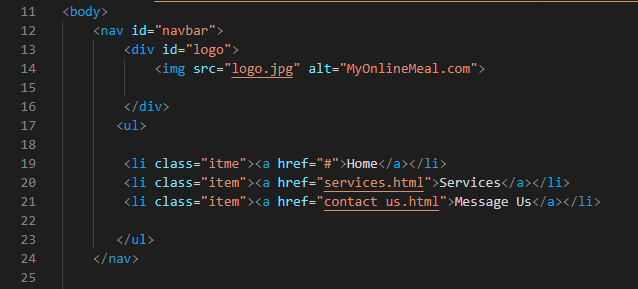 11 <body>
12 <nav id="navbar">
13 <div id="logo">
14 <img src="logo.jpg" alt="MyOnlineMeal.com">
15
16 </div>
17 <ul>
18
19 <li class="itme"><a href="#">Home</a></li>
20 <li class="item"><a href="services.html">Services</a></li>
21 <li class="item"><a href="contact us.html">Message Us</a></li>
22
23 </ul>
24 </nav>
25